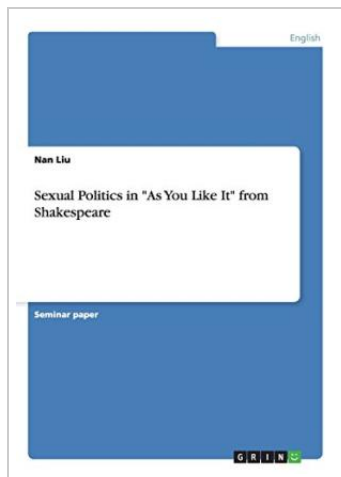 English
Nan Liu
Sexual Politics in "As You Like It" from
Shakespeare
Seminar paper
GRIN